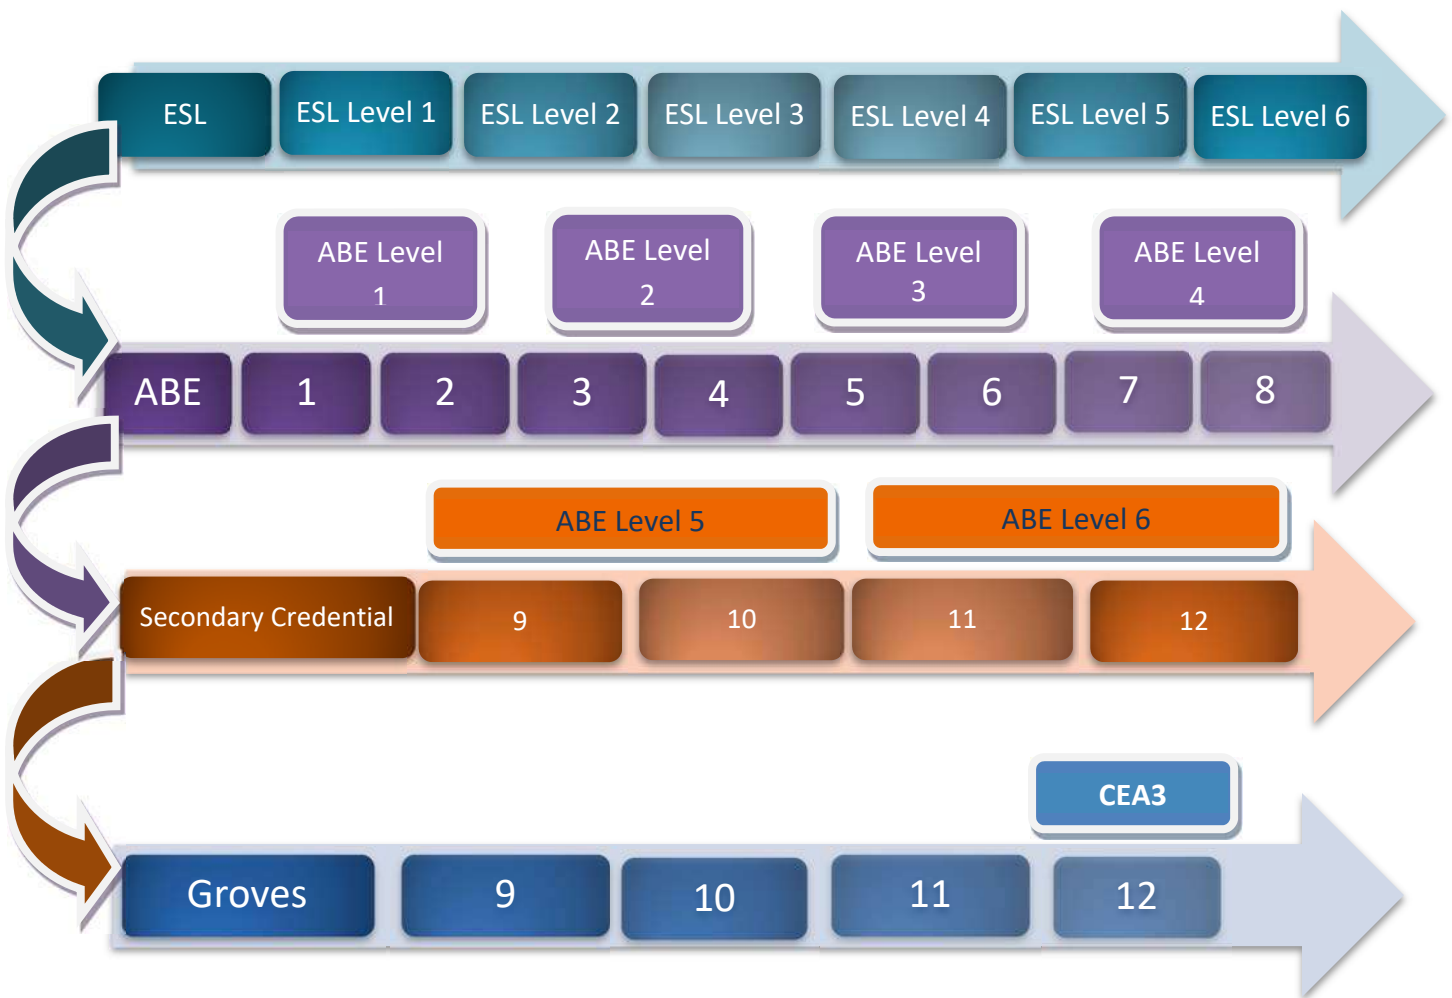 ESL ESL Level 1 ESL Level 2 ESL Level 3 ESL Level 4 ESL Level 5 ESL Level 6
ABE Level
1
ABE Level
2
ABE Level
3
ABE Level
4
ABE 1 2 3 4 5 6 7 8
ABE Level 5 ABE Level 6
Secondary Credential 9 10 11 12
CEA3
Groves 9 10 11 12